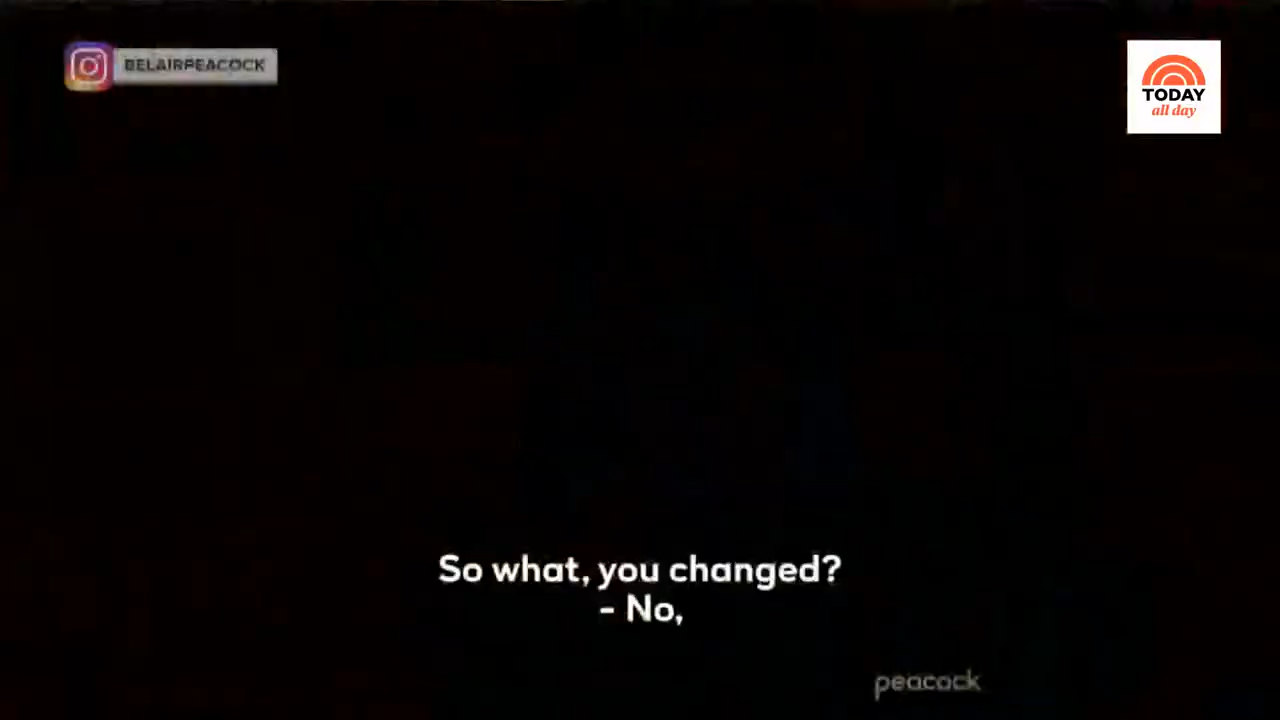 BELAIRPEACOCK
TODAY
all day
So what, you changed?
- No,
peacock